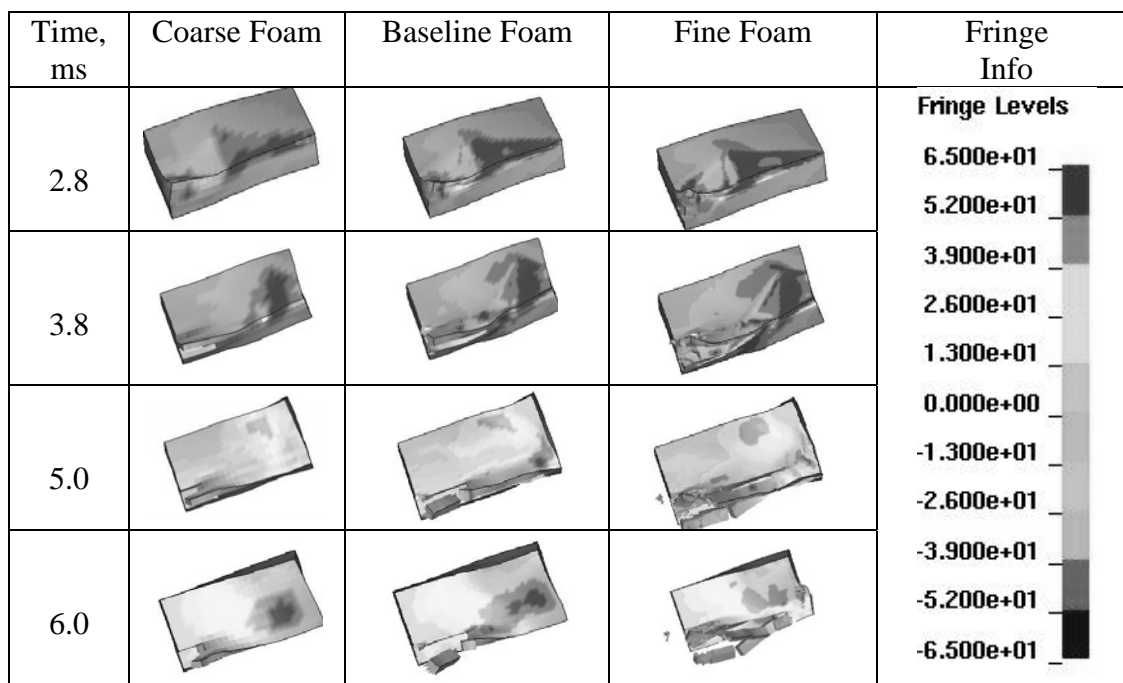 Time, ms
Coarse Foam
Baseline Foam
Fine Foam
Fringe Info
2.8
3.8
5.0
6.0
Fringe Levels
6.500e+01
5.200e+01
3.900e+01
2.600e+01
1.300e+01
0.000e+00
-1.300e+01
-2.600e+01
-3.900e+01
-5.200e+01
-6.500e+01